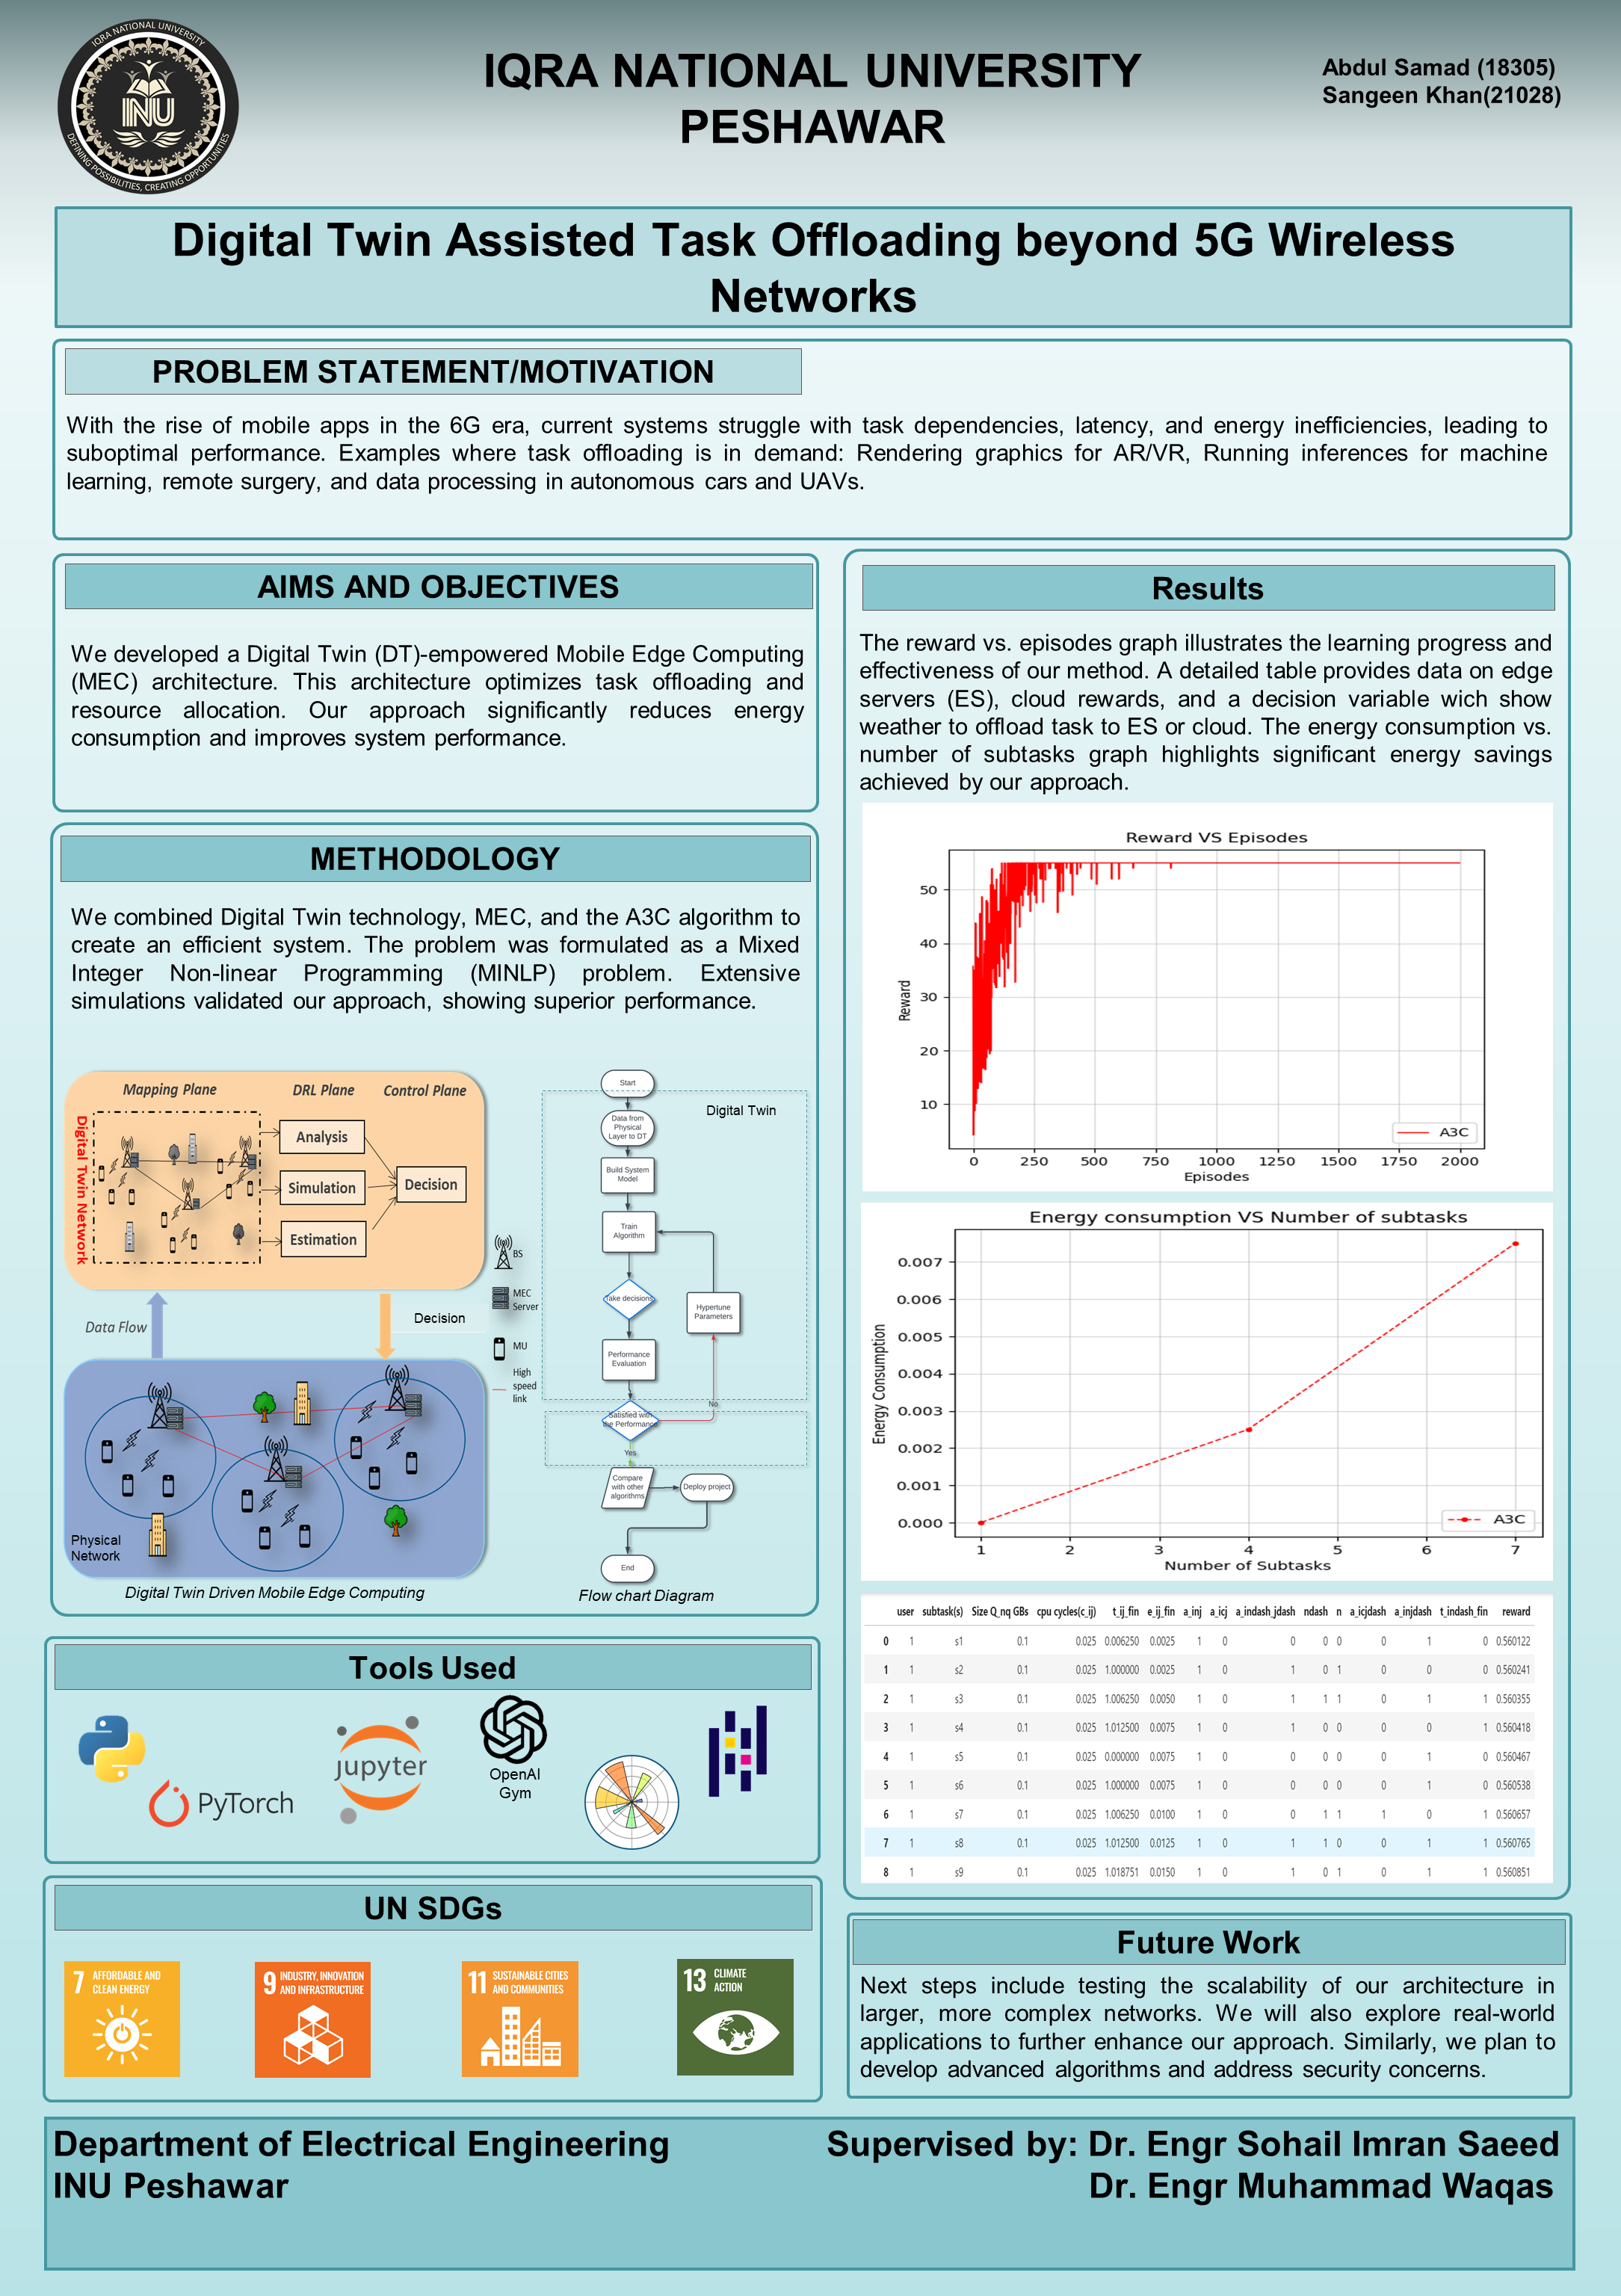 IQRA NATIONAL UNIVERSITY
DEFINING POSSIBILITIES, CREATING OPPORTUNITIES
INU
IQRA NATIONAL UNIVERSITY
PESHAWAR
Abdul Samad (18305)
Sangeen Khan(21028)
Digital Twin Assisted Task Offloading beyond 5G Wireless
Networks
PROBLEM STATEMENT/MOTIVATION
With the rise of mobile apps in the 6G era, current systems struggle with task dependencies, latency, and energy inefficiencies, leading to
suboptimal performance. Examples where task offloading is in demand: Rendering graphics for AR/VR, Running inferences for machine
learning, remote surgery, and data processing in autonomous cars and UAVs.
AIMS AND OBJECTIVES
We developed a Digital Twin (DT)-empowered Mobile Edge Computing
(MEC) architecture. This architecture optimizes task offloading and
resource allocation. Our approach significantly reduces energy
consumption and improves system performance.
METHODOLOGY
We combined Digital Twin technology, MEC, and the A3C algorithm to
create an efficient system. The problem was formulated as a Mixed
Integer Non-linear Programming (MINLP) problem. Extensive
simulations validated our approach, showing superior performance.
Mapping Plane DRL Plane Control Plane
Digital Twin Network
Analysis
Simulation
Estimation
Decision
Data Flow
Decision
BS
MEC
Server
MU
High
speed
link
Physical
Network
Digital Twin Driven Mobile Edge Computing
Start
Digital Twin
Data from
Physical
Layer to DT
Build System
Model
Train
Algorithm
Take decisions
Hypertune
Parameters
Performance
Evaluation
No
Satisfied with
the Performance
Yes
Compare
with other
algorithms
Deploy project
End
Flow chart Diagram
Tools Used
PyTorch
jupyter
OpenAI
Gym
UN SDGs
7 AFFORDABLE AND
CLEAN ENERGY
9 INDUSTRY, INNOVATION
AND INFRASTRUCTURE
11 SUSTAINABLE CITIES
AND COMMUNITIES
13 CLIMATE
ACTION
Results
The reward vs. episodes graph illustrates the learning progress and
effectiveness of our method. A detailed table provides data on edge
servers (ES), cloud rewards, and a decision variable wich show
weather to offload task to ES or cloud. The energy consumption vs.
number of subtasks graph highlights significant energy savings
achieved by our approach.
Reward VS Episodes
Reward
50
40
30
20
10
A3C
0 250 500 750 1000 1250 1500 1750 2000
Episodes
Energy consumption VS Number of subtasks
Energy Consumption
0.007
0.006
0.005
0.004
0.003
0.002
0.001
0.000
A3C
1 2 3 4 5 6 7
Number of Subtasks
user subtask(s) Size Q_nq GBs cpu cycles(c_ij) t_ij_fin e_ij_fin a_inj a_icj a_indash_jdash ndash n a_icjdash a_injdash t_indash_fin reward
0 1 s1 0.1 0.025 0.006250 0.0025 1 0 0 0 0 0 1 0 0.560122
1 1 s2 0.1 0.025 1.000000 0.0025 1 0 1 0 1 0 0 0 0.560241
2 1 s3 0.1 0.025 1.006250 0.0050 1 0 1 1 1 0 1 1 0.560355
3 1 s4 0.1 0.025 1.012500 0.0075 1 0 1 0 0 0 0 1 0.560418
4 1 s5 0.1 0.025 0.000000 0.0075 1 0 0 0 0 0 1 0 0.560467
5 1 s6 0.1 0.025 1.000000 0.0075 1 0 0 0 0 0 1 0 0.560538
6 1 s7 0.1 0.025 1.006250 0.0100 1 0 0 1 1 1 0 1 0.560657
7 1 s8 0.1 0.025 1.012500 0.0125 1 0 1 1 0 0 1 1 0.560765
8 1 s9 0.1 0.025 1.018751 0.0150 1 0 1 0 1 0 1 1 0.560851
Future Work
Next steps include testing the scalability of our architecture in
larger, more complex networks. We will also explore real-world
applications to further enhance our approach. Similarly, we plan to
develop advanced algorithms and address security concerns.
Department of Electrical Engineering
INU Peshawar
Supervised by: Dr. Engr Sohail Imran Saeed
Dr. Engr Muhammad Waqas